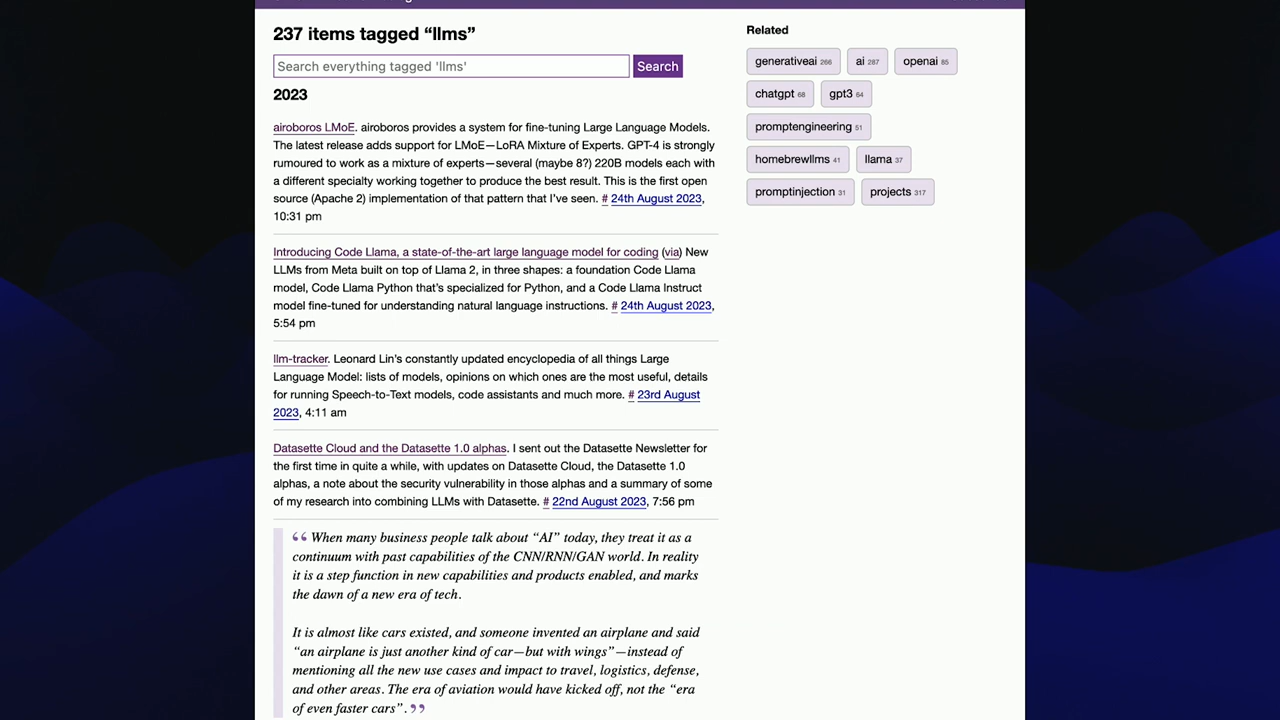 237 items tagged “llms”
Search everything tagged 'llms'
Search
2023
airoboros LMoE. airoboros provides a system for fine-tuning Large Language Models.
The latest release adds support for LMoE—LoRA Mixture of Experts. GPT-4 is strongly
rumoured to work as a mixture of experts—several (maybe 8?) 220B models each with
a different specialty working together to produce the best result. This is the first open
source (Apache 2) implementation of that pattern that I’ve seen. # 24th August 2023,
10:31 pm
Introducing Code Llama, a state-of-the-art large language model for coding (via) New
LLMs from Meta built on top of Llama 2, in three shapes: a foundation Code Llama
model, Code Llama Python that’s specialized for Python, and a Code Llama Instruct
model fine-tuned for understanding natural language instructions. # 24th August 2023,
5:54 pm
llm-tracker. Leonard Lin’s constantly updated encyclopedia of all things Large
Language Model: lists of models, opinions on which ones are the most useful, details
for running Speech-to-Text models, code assistants and much more. # 23rd August
2023, 4:11 am
Datasette Cloud and the Datasette 1.0 alphas. I sent out the Datasette Newsletter for
the first time in quite a while, with updates on Datasette Cloud, the Datasette 1.0
alphas, a note about the security vulnerability in those alphas and a summary of some
of my research into combining LLMs with Datasette. # 22nd August 2023, 7:56 pm
“ When many business people talk about “AI” today, they treat it as a
continuum with past capabilities of the CNN/RNN/GAN world. In reality
it is a step function in new capabilities and products enabled, and marks
the dawn of a new era of tech.
It is almost like cars existed, and someone invented an airplane and said
“an airplane is just another kind of car—but with wings”—instead of
mentioning all the new use cases and impact to travel, logistics, defense,
and other areas. The era of aviation would have kicked off, not the “era
of even faster cars”. ”
Related
generativeai 266 ai 287 openai 85
chatgpt 68 gpt3 64
promptengineering 51
homebrewllms 41 llama 37
promptinjection 31 projects 317